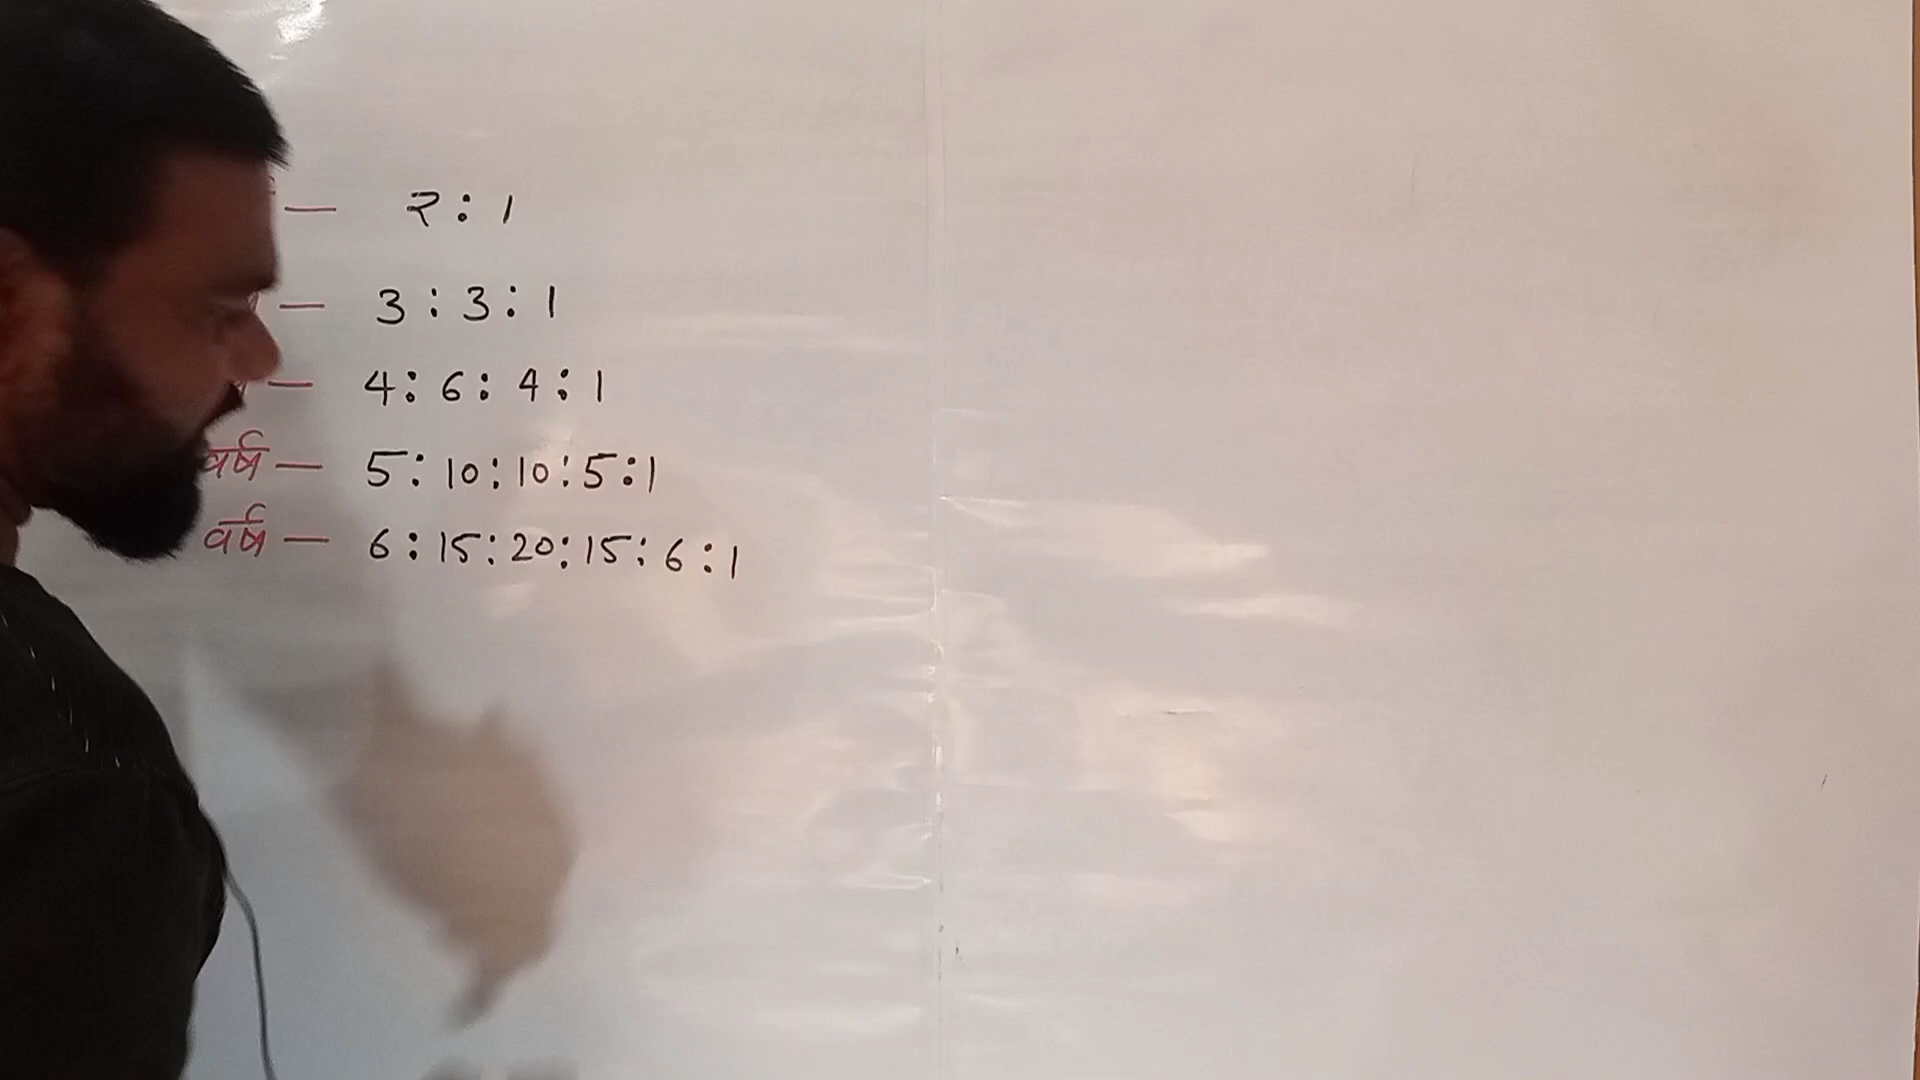 — २ : 1
— 3 : 3 : 1
— 4 : 6 : 4 : 1
वर्ष — 5 : 10 : 10 : 5 : 1
वर्ष — 6 : 15 : 20 : 15 : 6 : 1